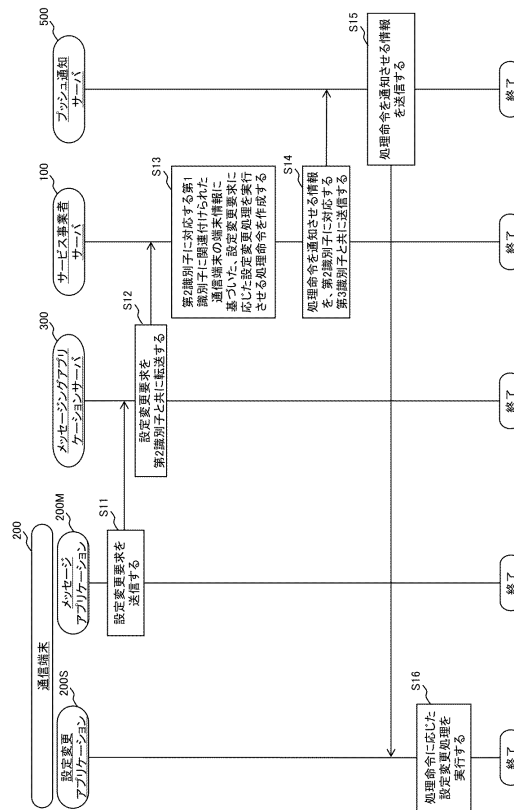 200
通信端末
200S
設定変更
アプリケーション
200M
メッセージ
アプリケーション
300
メッセージングアプリ
ケーションサーバ
100
サービス事業者
サーバ
500
プッシュ通知
サーバ
S11
設定変更要求を
送信する
S12
設定変更要求を
第2識別子と共に転送する
S13
第2識別子に対応する第1
識別子に関連付けられた
通信端末の端末情報に
基づいた、設定変更要求に
応じた設定変更処理を実行
させる処理命令を作成する
S14
処理命令を通知させる情報
を、第2識別子に対応する
第3識別子と共に送信する
S15
処理命令を通知させる情報
を送信する
S16
処理命令に応じた
設定変更処理を
実行する
終了
終了
終了
終了
終了